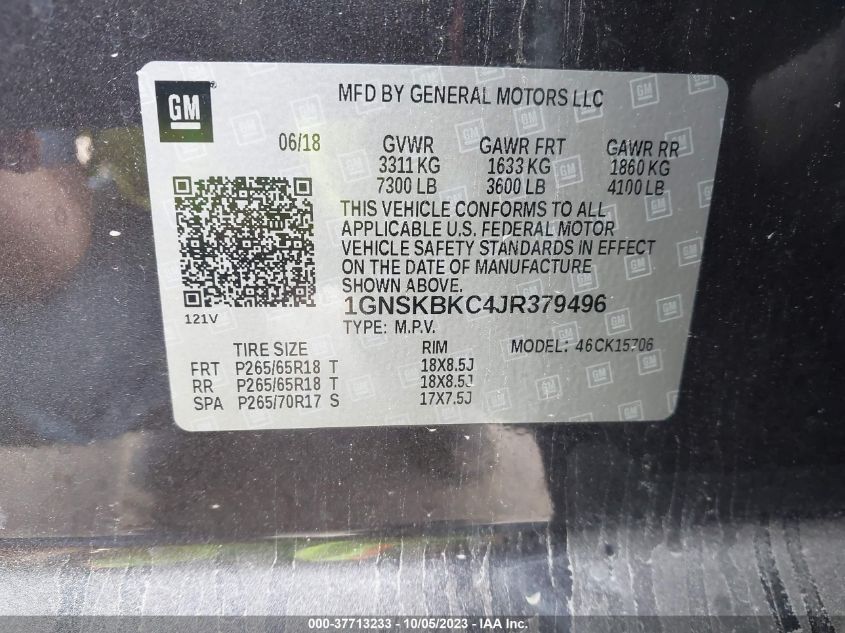 GM
MFD BY GENERAL MOTORS LLC
06/18 GVWR GAWR FRT GAWR RR
3311 KG 1633 KG 1860 KG
7300 LB 3600 LB 4100 LB
THIS VEHICLE CONFORMS TO ALL
APPLICABLE U.S. FEDERAL MOTOR
VEHICLE SAFETY STANDARDS IN EFFECT
ON THE DATE OF MANUFACTURE
SHOWN ABOVE.
1GNSKBKC4JR379496
121V
TYPE: M.P.V.
TIRE SIZE RIM MODEL: 46CK15706
FRT P265/65R18 T 18X8.5J
RR P265/65R18 T 18X8.5J
SPA P265/70R17 S 17X7.5J
000-37713233 - 10/05/2023 - IAA Inc.